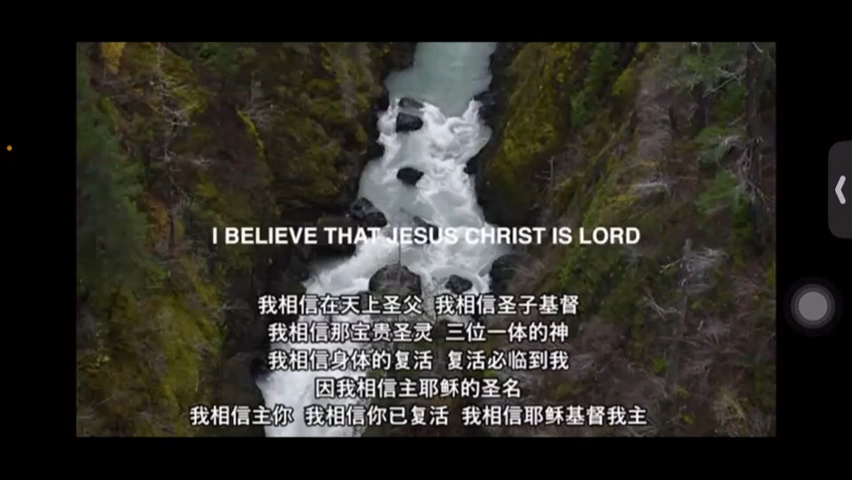 I BELIEVE THAT JESUS CHRIST IS LORD
我相信在天上圣父 我相信圣子基督
我相信那宝贵圣灵 三位一体的神
我相信身体的复活 复活必临到我
因我相信主耶稣的圣名
我相信主你 我相信你已复活 我相信耶稣基督我主